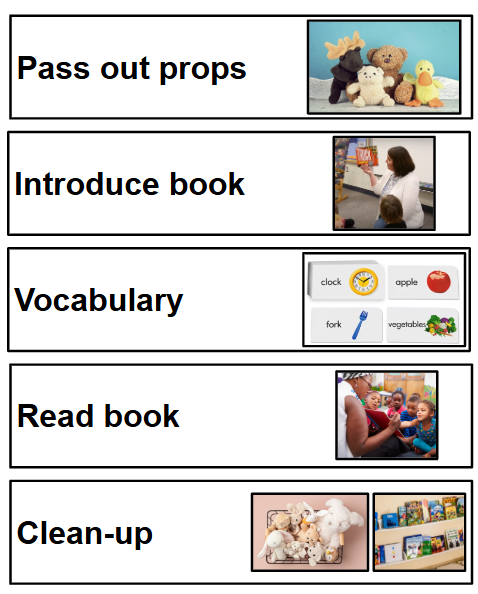 Pass out props
Introduce book
Vocabulary
clock apple
fork vegetables
Read book
Clean-up